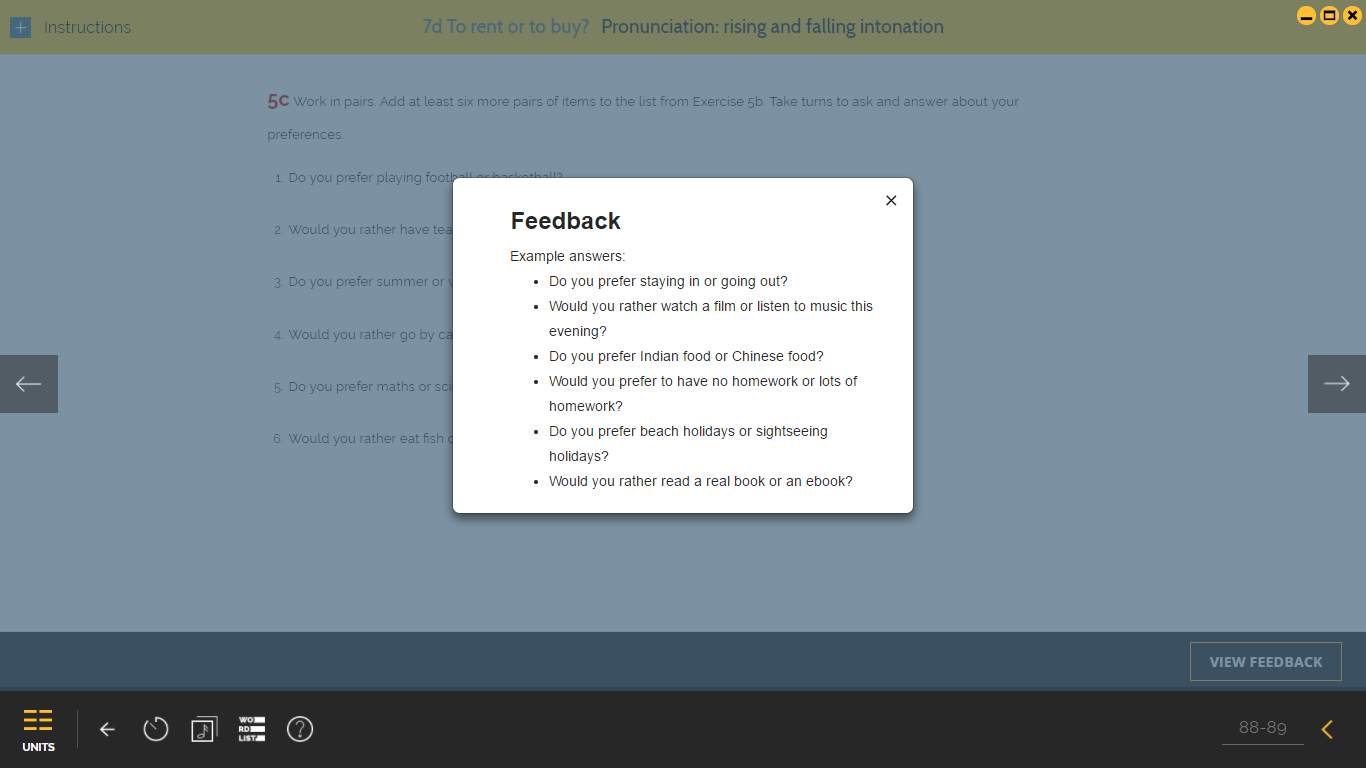 Instructions
7d To rent or to buy? Pronunciation: rising and falling intonation
5c Work in pairs. Add at least six more pairs of items to the list from Exercise 5b. Take turns to ask and answer about your
preferences.
1. Do you prefer playing football or basketball?
2. Would you rather have tea
3. Do you prefer summer or
4. Would you rather go by
5. Do you prefer maths or
6. Would you rather eat fish
Feedback
Example answers:
• Do you prefer staying in or going out?
• Would you rather watch a film or listen to music this
evening?
• Do you prefer Indian food or Chinese food?
• Would you prefer to have no homework or lots of
homework?
• Do you prefer beach holidays or sightseeing
holidays?
• Would you rather read a real book or an ebook?
VIEW FEEDBACK
UNITS
WO
RD
LIST
88-89